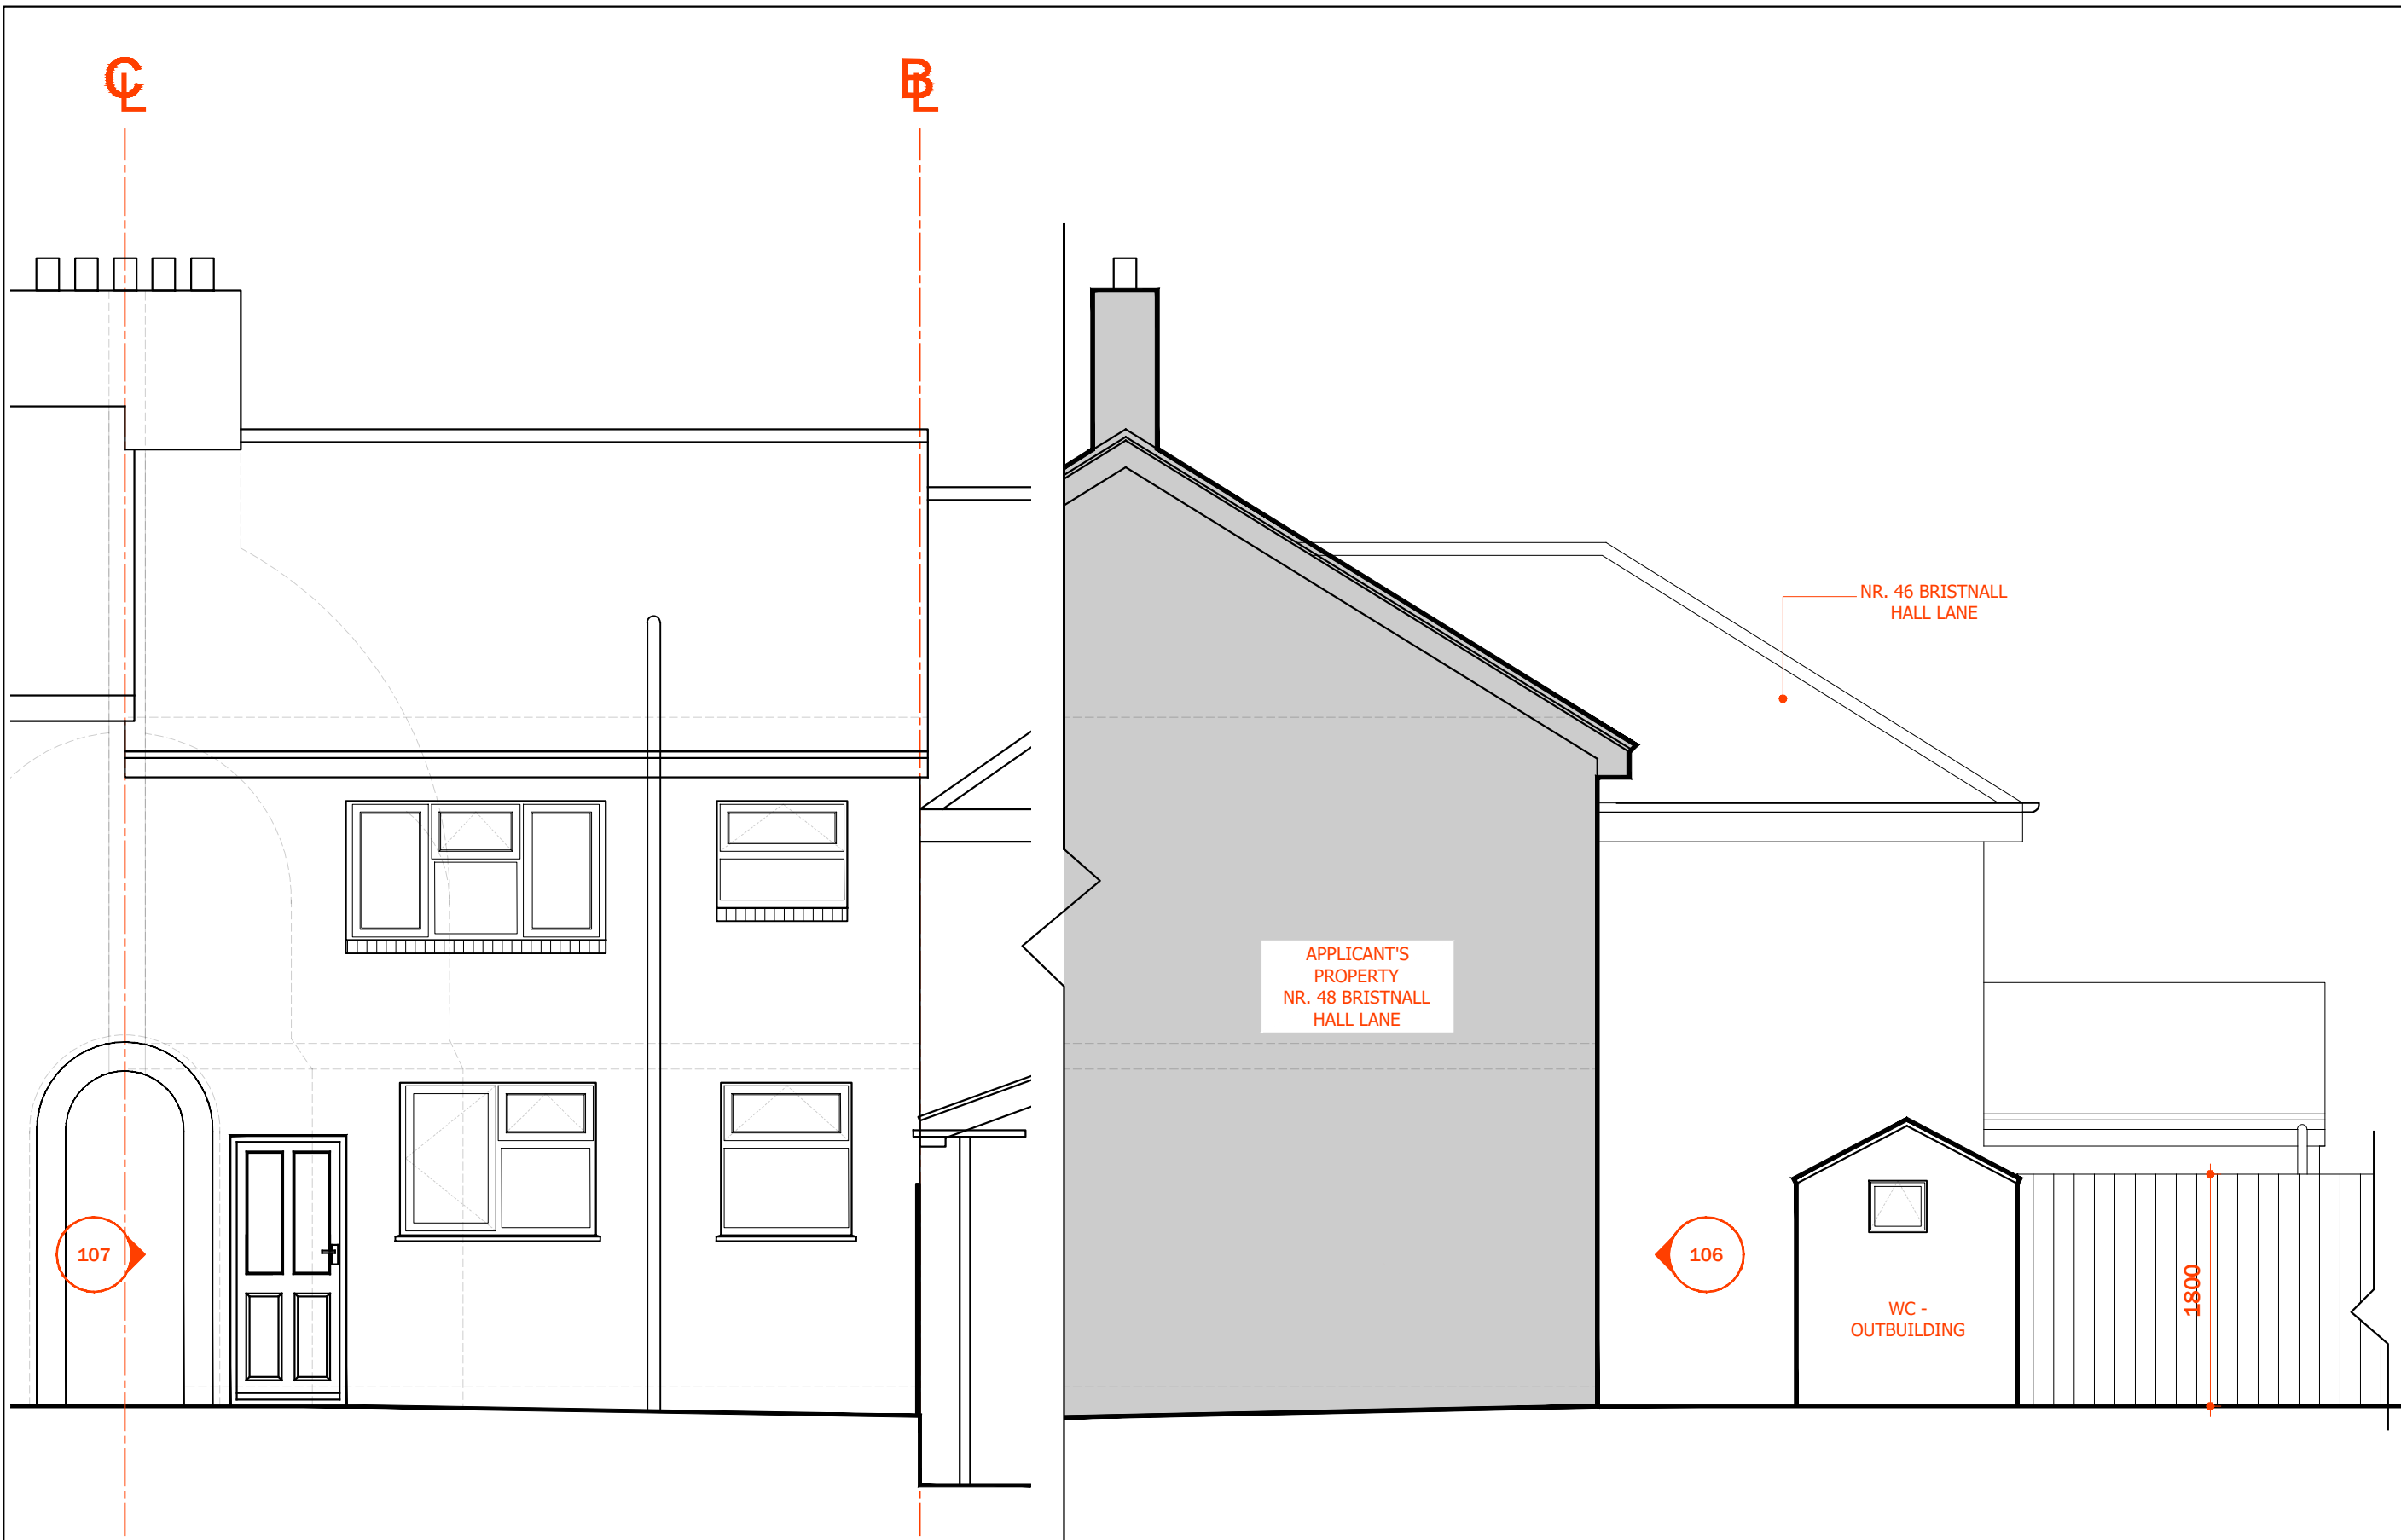 CL
BL
NR. 46 BRISTNALL
HALL LANE
APPLICANT'S
PROPERTY
NR. 48 BRISTNALL
HALL LANE
107
106
WC -
OUTBUILDING
1800